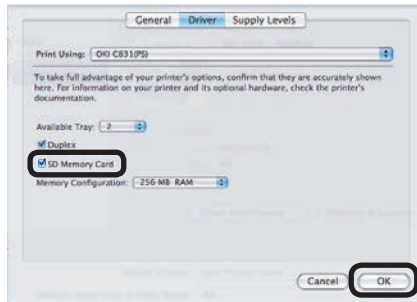 General Driver Supply Levels
Print Using: OKI C831(PS)
To take full advantage of your printer's options, confirm that they are accurately shown
here. For information on your printer and its optional hardware, check the printer's
documentation.
Available Tray: 2
Duplex
SD Memory Card
Memory Configuration: 256 MB RAM
Cancel OK